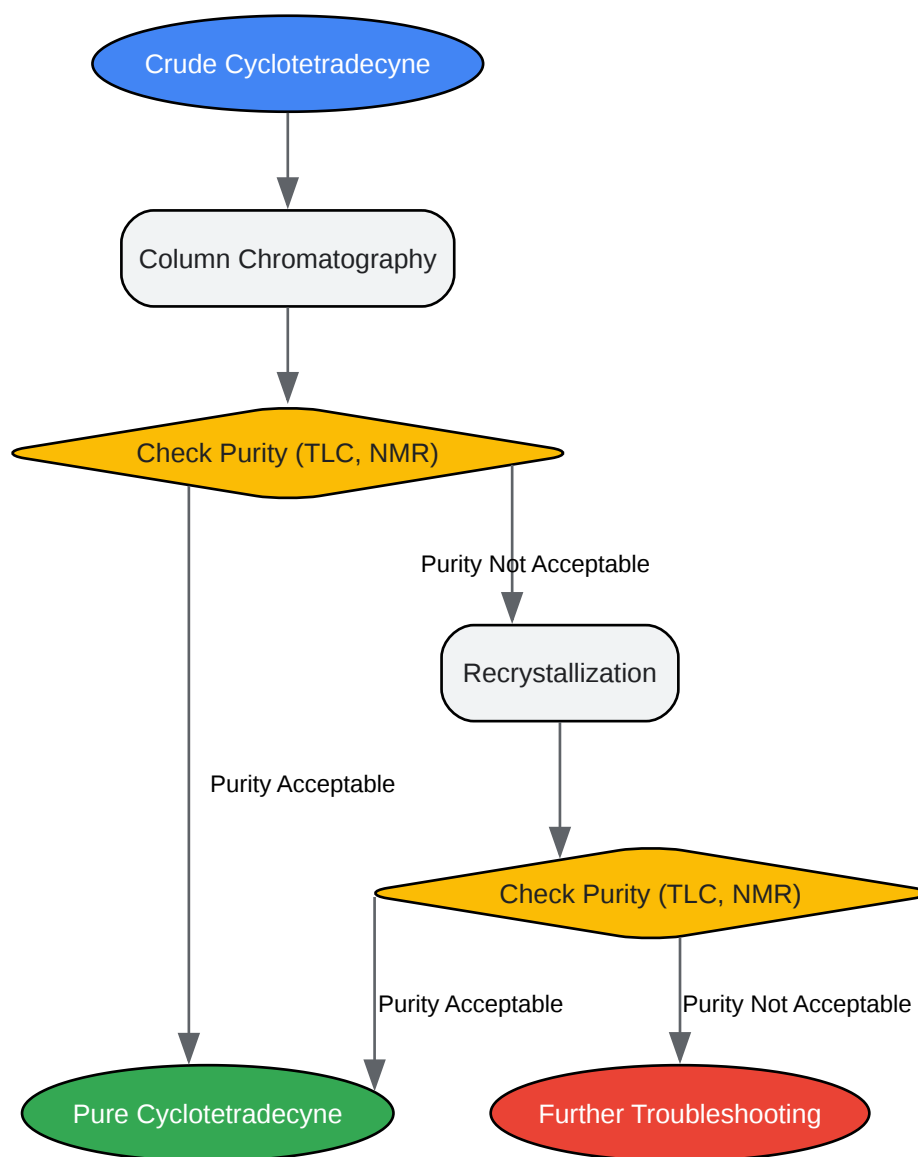 Crude Cyclotetradecyne
Column Chromatography
Check Purity (TLC, NMR)
Purity Not Acceptable
Recrystallization
Purity Acceptable
Check Purity (TLC, NMR)
Purity Acceptable
Purity Not Acceptable
Pure Cyclotetradecyne
Further Troubleshooting